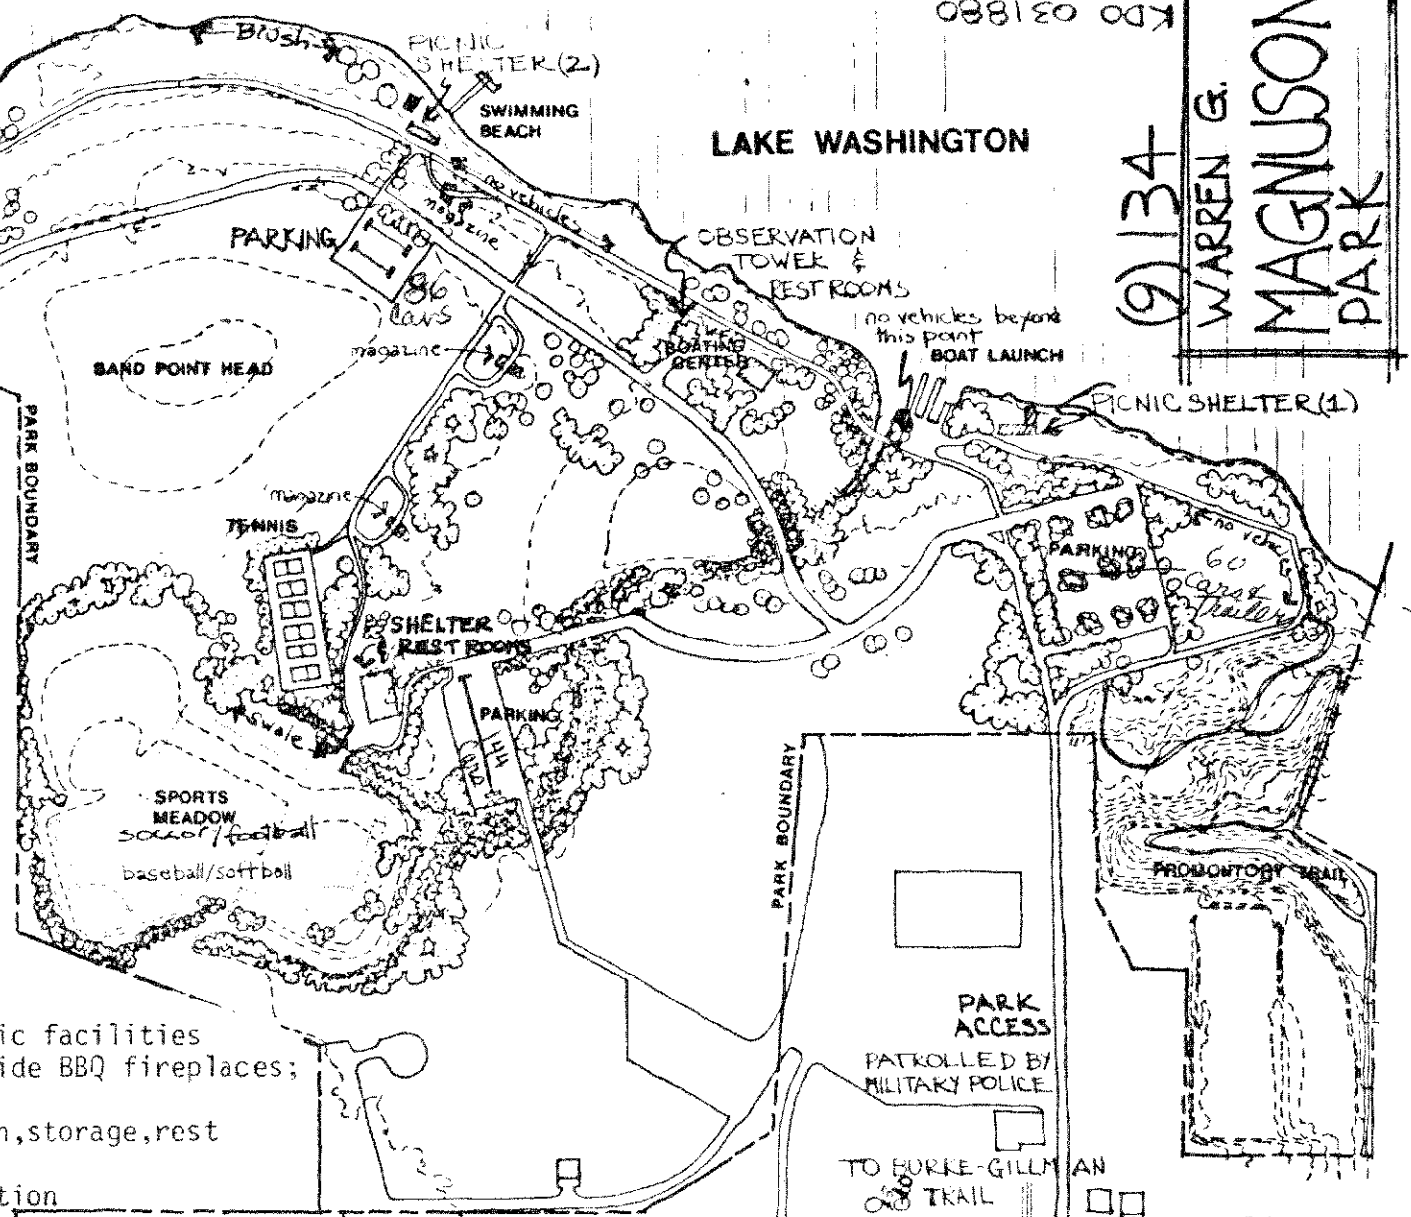 KDO 031880
(9) 134
WARREN G.
MAGNUSON
PARK
Brush
PICNIC
SHELTER (2)
SWIMMING
BEACH
LAKE WASHINGTON
no vehicles
magazine
PARKING
86
cars
OBSERVATION
TOWER &
REST ROOMS
no vehicles beyond
this point
BOAT LAUNCH
BOATING
CENTER
PICNIC SHELTER (1)
magazine
SAND POINT HEAD
PARK BOUNDARY
magazine
TENNIS
PARKING
60
cars &
trailers
no vehicles
SHELTER
& REST ROOMS
swale
PARKING
141
SPORTS
MEADOW
soccor/football
baseball/softball
PARK BOUNDARY
PROMONTORY TRAIL
PARK
ACCESS
PATROLLED BY
MILITARY POLICE
TO BURKE-GILLMAN
TRAIL
ic facilities
ide BBQ fireplaces;
n,storage,rest
tion